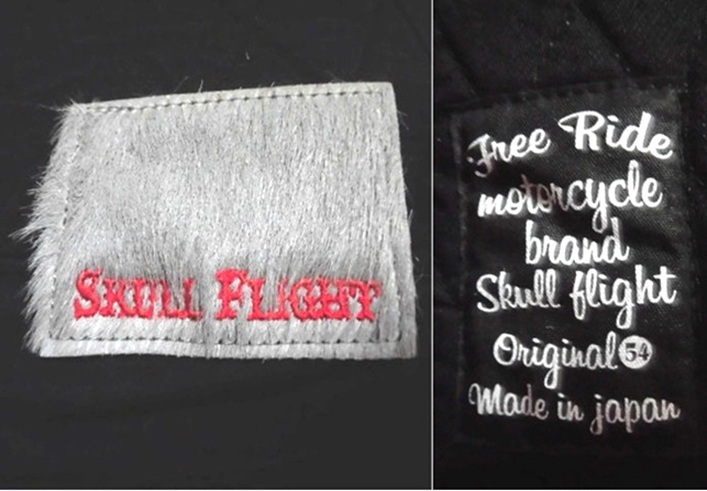 SKULL FLIGHT
Free Ride
motorcycle
brand
Skull flight
Original 54
Made in japan